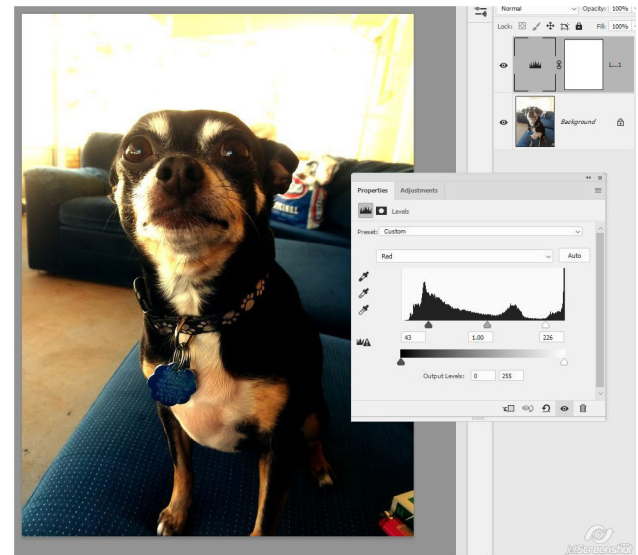 Normal
Opacity: 100%
Lock:
Fill: 100%
L...1
Background
Properties Adjustments
Levels
Preset: Custom
Red
Auto
43 1.00 226
Output Levels: 0 255